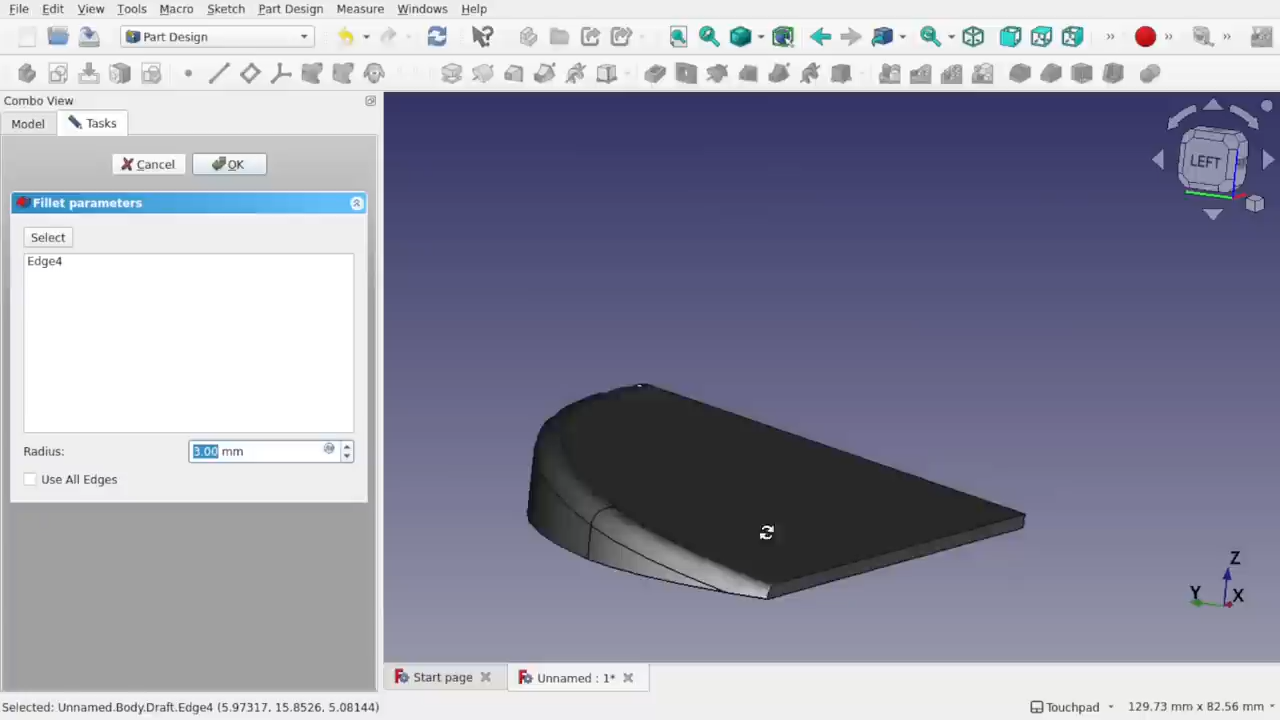 File Edit View Tools Macro Sketch Part Design Measure Windows Help
Part Design
Combo View
Model Tasks
Cancel OK
Fillet parameters
Select
Edge4
Radius: 3.00 mm
Use All Edges
LEFT
Z
Y X
Start page Unnamed : 1*
Selected: Unnamed.Body.Draft.Edge4 (5.97317, 15.8526, 5.08144) Touchpad 129.73 mm x 82.56 mm